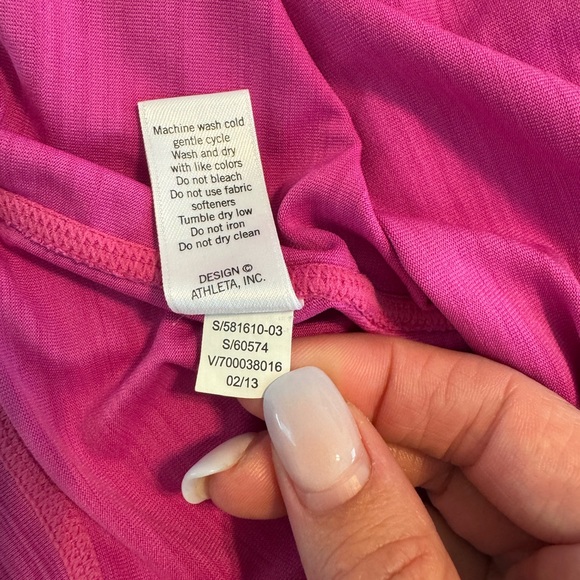 Machine wash cold
gentle cycle
Wash and dry
with like colors
Do not bleach
Do not use fabric
softeners
Tumble dry low
Do not iron
Do not dry clean
DESIGN ©
ATHLETA, INC.
S/581610-03
S/60574
V/700038016
02/13